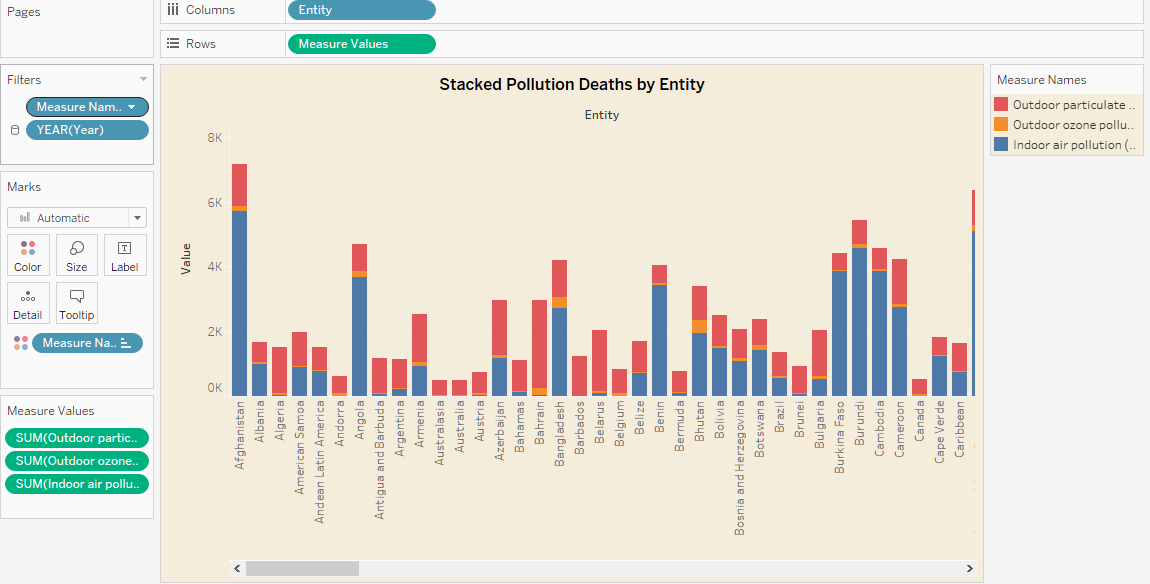 Pages
Columns
Entity
Rows
Measure Values
Filters
Measure Nam..
YEAR(Year)
Marks
Automatic
Color
Size
Label
Detail
Tooltip
Measure Na..
Measure Values
SUM(Outdoor partic..
SUM(Outdoor ozone..
SUM(Indoor air pollu..
Stacked Pollution Deaths by Entity
Entity
Value
8K
6K
4K
2K
0K
Afghanistan
Albania
Algeria
American Samoa
Andean Latin America
Andorra
Angola
Antigua and Barbuda
Argentina
Armenia
Australasia
Australia
Austria
Azerbaijan
Bahamas
Bahrain
Bangladesh
Barbados
Belarus
Belgium
Belize
Benin
Bermuda
Bhutan
Bolivia
Bosnia and Herzegovina
Botswana
Brazil
Brunei
Bulgaria
Burkina Faso
Burundi
Cambodia
Cameroon
Canada
Cape Verde
Caribbean
Measure Names
Outdoor particulate ..
Outdoor ozone pollu..
Indoor air pollution (..